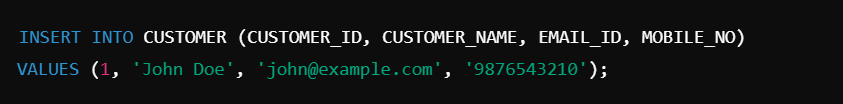 INSERT INTO CUSTOMER (CUSTOMER_ID, CUSTOMER_NAME, EMAIL_ID, MOBILE_NO)
VALUES (1, 'John Doe', 'john@example.com', '9876543210');